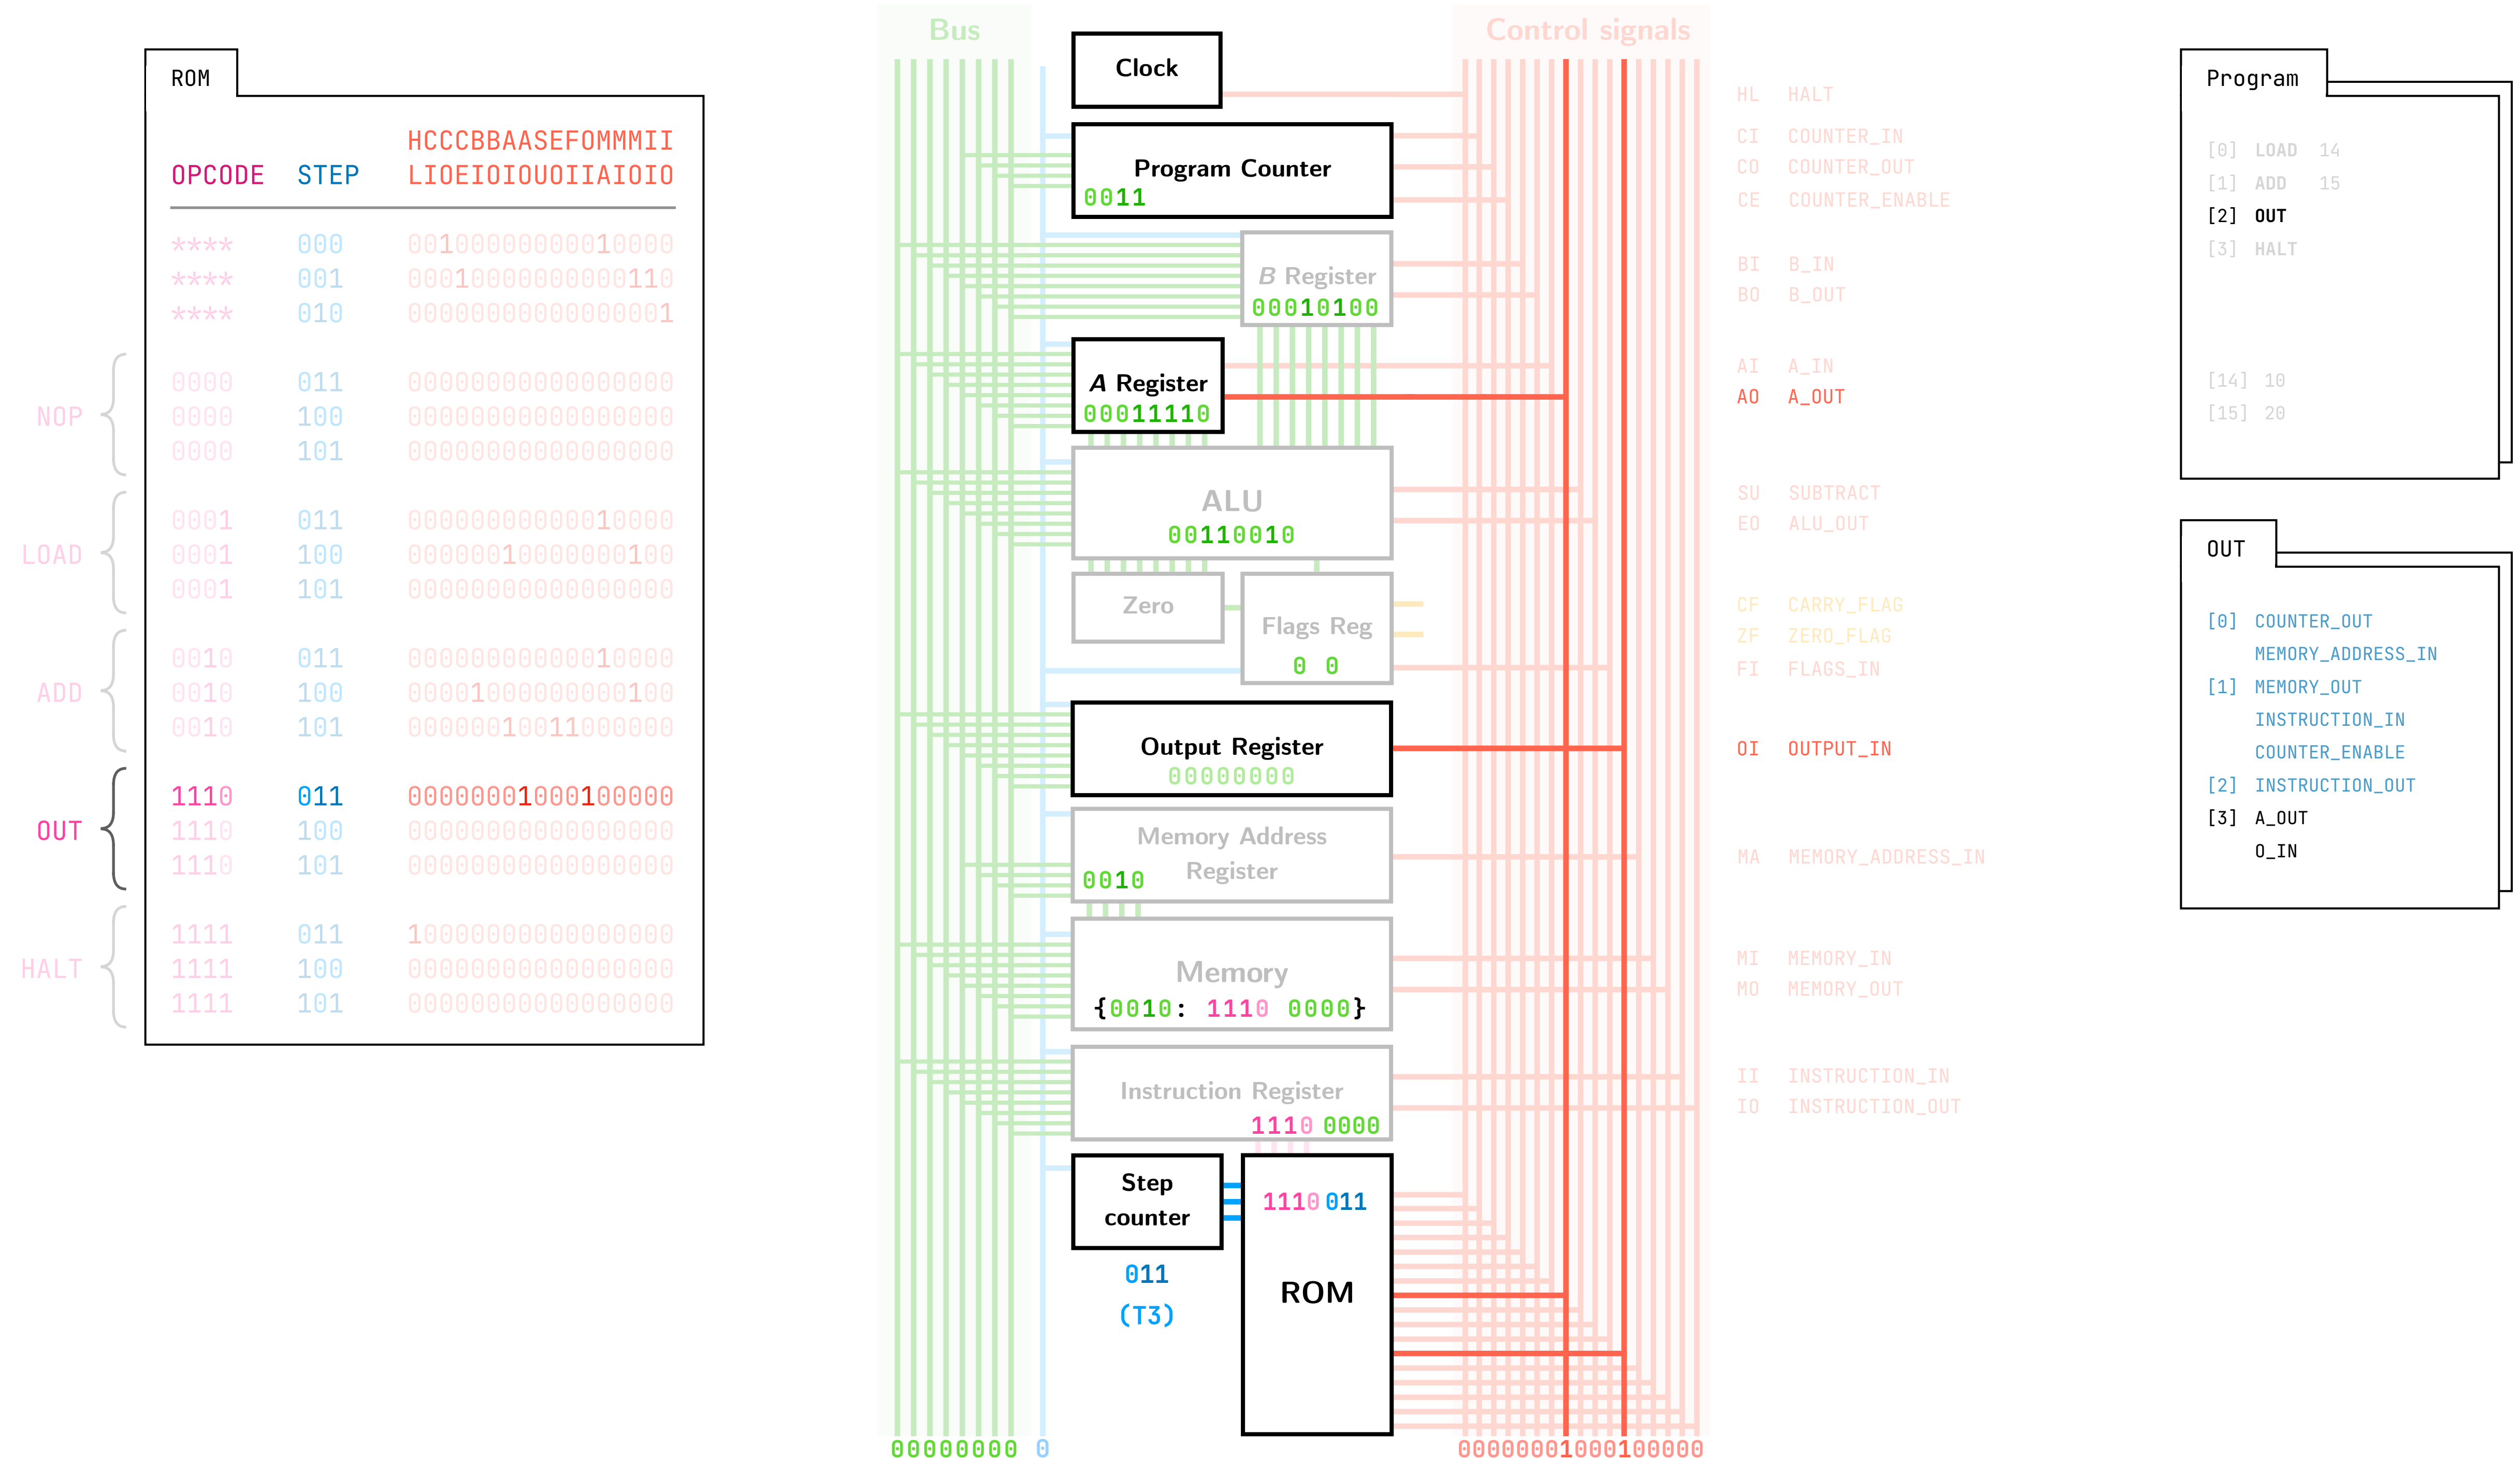 ROM
HCCCBBAASEFOMMMII
OPCODE STEP LIOEIOIOUOIIAIOIO
**** 000 00100000000010000
**** 001 00010000000000110
**** 010 00000000000000001
NOP
0000 011 00000000000000000
0000 100 00000000000000000
0000 101 00000000000000000
LOAD
0001 011 00000000000010000
0001 100 00000010000000100
0001 101 00000000000000000
ADD
0010 011 00000000000010000
0010 100 00001000000000100
0010 101 00000010011000000
OUT
1110 011 00000001000100000
1110 100 00000000000000000
1110 101 00000000000000000
HALT
1111 011 10000000000000000
1111 100 00000000000000000
1111 101 00000000000000000
Bus
Control signals
Clock
Program Counter
0011
B Register
00010100
A Register
00011110
ALU
00110010
Zero
Flags Reg
0 0
Output Register
00000000
Memory Address
Register
0010
Memory
{0010: 1110 0000}
Instruction Register
1110 0000
Step
counter
011
(T3)
1110 011
ROM
00000000 0
00000001000100000
HL HALT
CI COUNTER_IN
CO COUNTER_OUT
CE COUNTER_ENABLE
BI B_IN
BO B_OUT
AI A_IN
AO A_OUT
SU SUBTRACT
EO ALU_OUT
CF CARRY_FLAG
ZF ZERO_FLAG
FI FLAGS_IN
OI OUTPUT_IN
MA MEMORY_ADDRESS_IN
MI MEMORY_IN
MO MEMORY_OUT
II INSTRUCTION_IN
IO INSTRUCTION_OUT
Program
[0] LOAD 14
[1] ADD 15
[2] OUT
[3] HALT
[14] 10
[15] 20
OUT
[0] COUNTER_OUT
MEMORY_ADDRESS_IN
[1] MEMORY_OUT
INSTRUCTION_IN
COUNTER_ENABLE
[2] INSTRUCTION_OUT
[3] A_OUT
O_IN